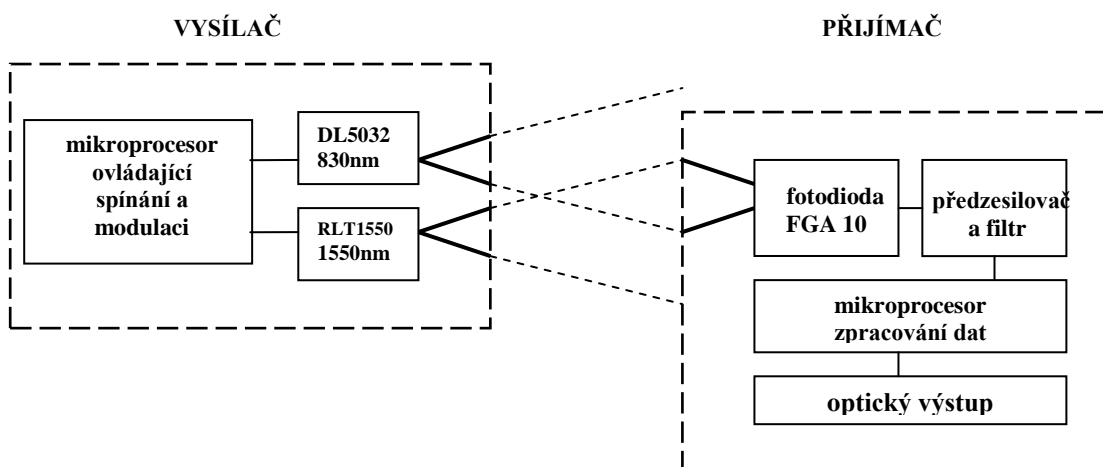 VYSÍLAČ
PŘIJÍMAČ
mikroprocesor
ovládající
spínání a
modulaci
DL5032
830nm
RLT1550
1550nm
fotodioda
FGA 10
předzesilovač
a filtr
mikroprocesor
zpracování dat
optický výstup